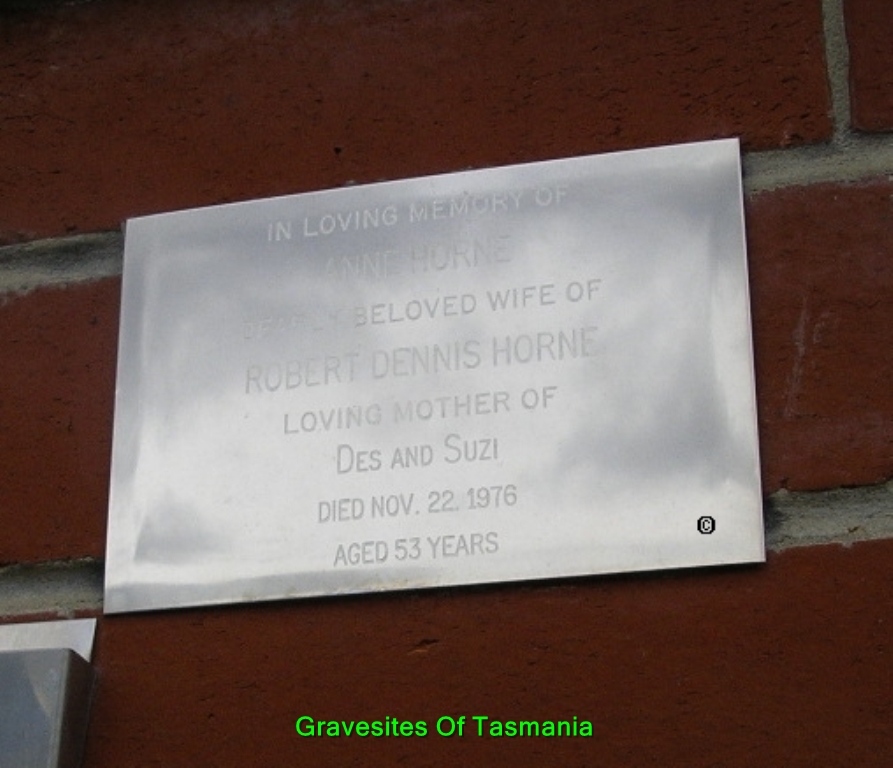 IN LOVING MEMORY OF
ANNE HORNE
DEARLY BELOVED WIFE OF
ROBERT DENNIS HORNE
LOVING MOTHER OF
DES AND SUZI
DIED NOV. 22. 1976
AGED 53 YEARS
©
Gravesites Of Tasmania